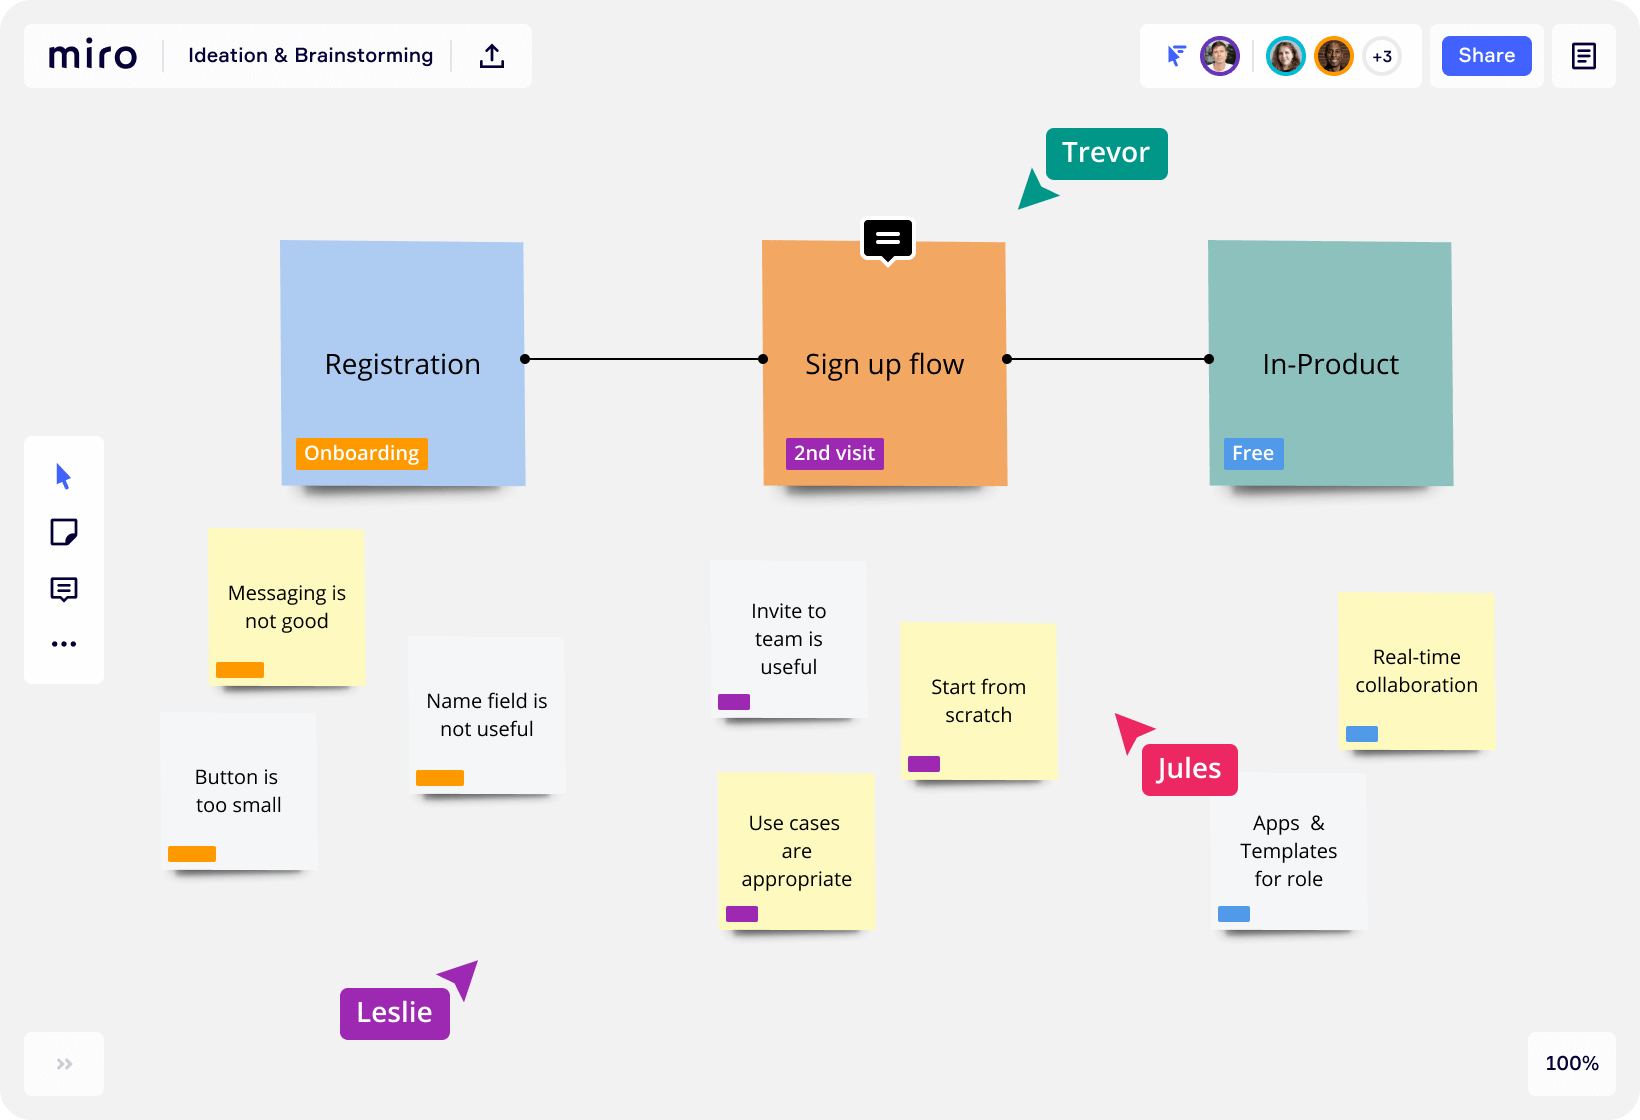 miro
Ideation & Brainstorming
+3
Share
Trevor
Registration
Onboarding
Sign up flow
2nd visit
In-Product
Free
Messaging is
not good
Name field is
not useful
Button is
too small
Invite to
team is
useful
Start from
scratch
Use cases
are
appropriate
Real-time
collaboration
Jules
Apps & 
Templates
for role
Leslie
100%